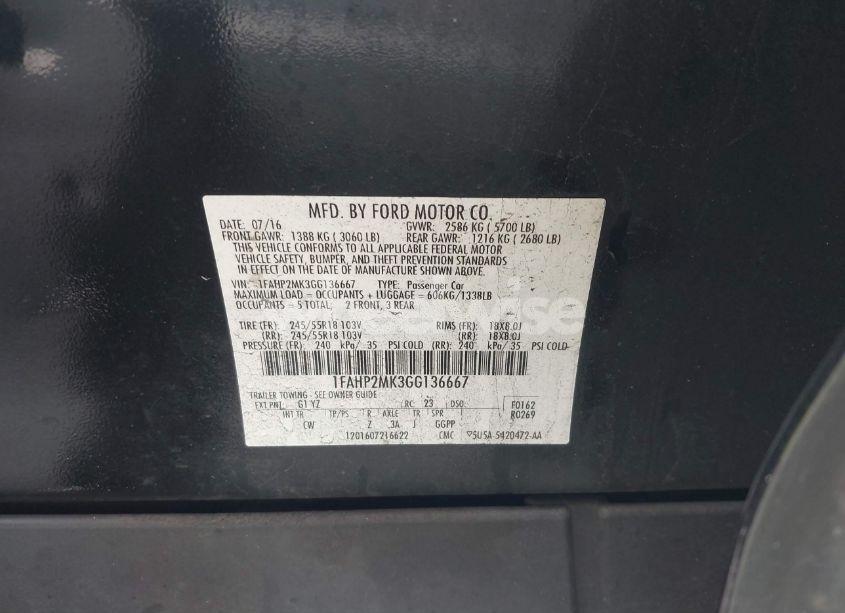 MFD. BY FORD MOTOR CO.
DATE: 07/16 GVWR: 2586 KG ( 5700 LB)
FRONT GAWR: 1388 KG ( 3060 LB) REAR GAWR: 1216 KG ( 2680 LB)
THIS VEHICLE CONFORMS TO ALL APPLICABLE FEDERAL MOTOR
VEHICLE SAFETY, BUMPER, AND THEFT PREVENTION STANDARDS
IN EFFECT ON THE DATE OF MANUFACTURE SHOWN ABOVE.
VIN: 1FAHP2MK3GG136667 TYPE: Passenger Car
MAXIMUM LOAD = OCCUPANTS + LUGGAGE = 606KG/1338LB
OCCUPANTS = 5 TOTAL, 2 FRONT, 3 REAR
TIRE (FR): 245/55R18 103V RIMS (FR): 18X8.0J
(RR): 245/55R18 103V (RR): 18X8.0J
PRESSURE (FR): 240 kPa/ 35 PSI COLD (RR): 240 kPa/ 35 PSI COLD
1FAHP2MK3GG136667
TRAILER TOWING - SEE OWNER GUIDE
EXT PNT: G1 YZ RC: 23 DSO: F0162
INT TR TP/PS R AXLE TR SPR R0269
CW Z 3A J GGPP
1201607216622 CMC 5USA-5420472-AA